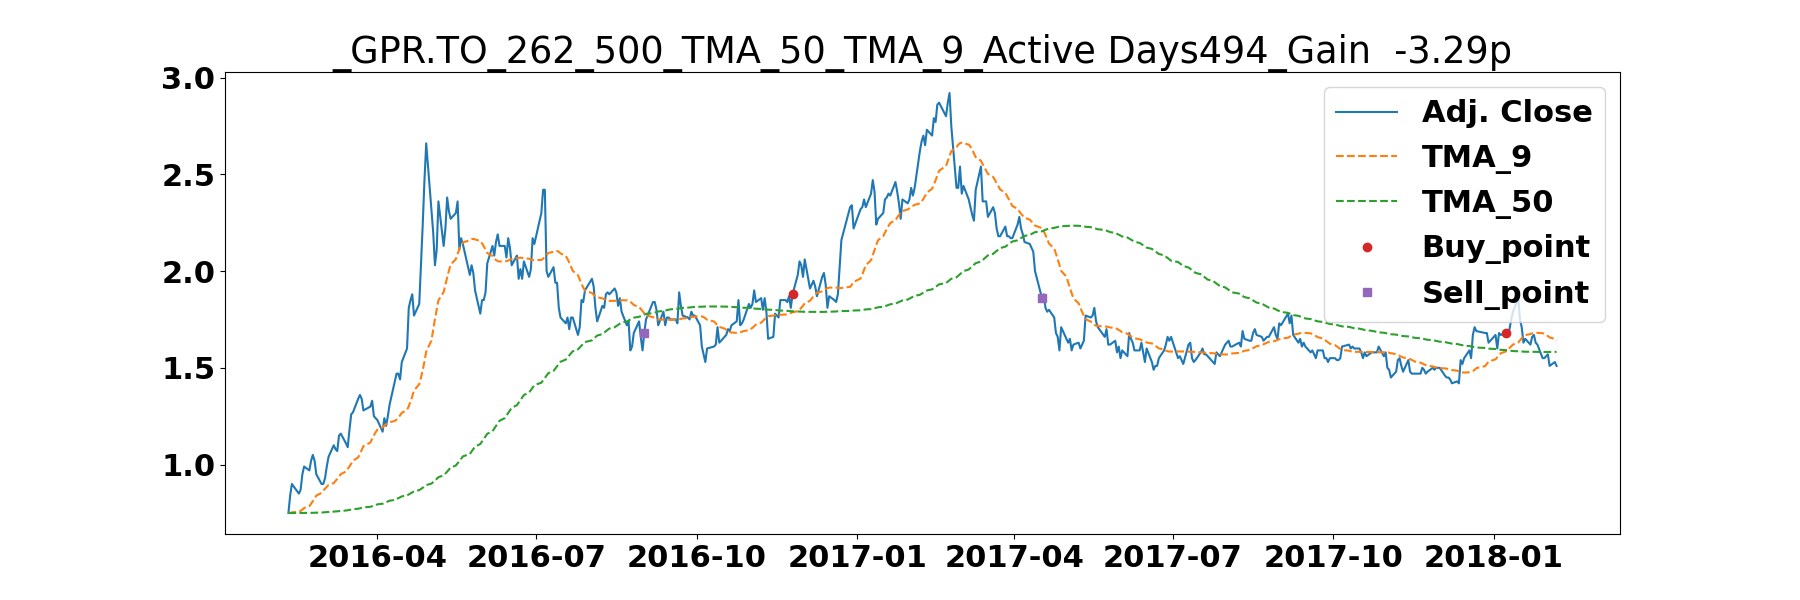 _GPR.TO_262_500_TMA_50_TMA_9_Active Days494_Gain  -3.29p
3.0
2.5
2.0
1.5
1.0
Adj. Close
TMA_9
TMA_50
Buy_point
Sell_point
2016-04 2016-07 2016-10 2017-01 2017-04 2017-07 2017-10 2018-01